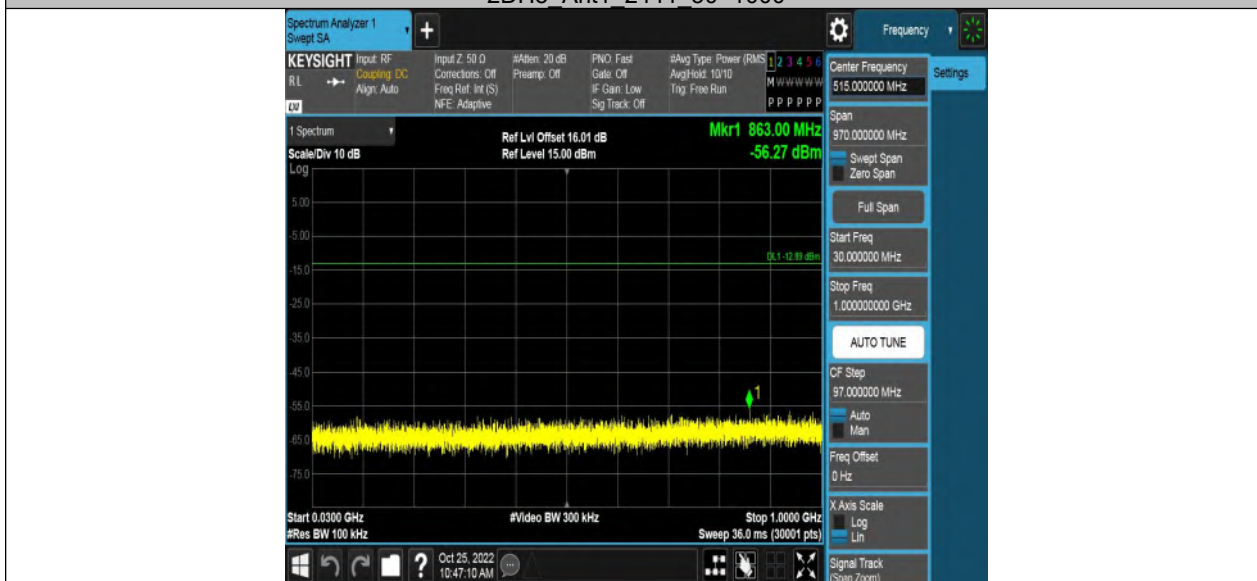 2DH5_Ant1_2441_30~1000
Spectrum Analyzer 1
Swept SA
Frequency
KEYSIGHT
RL
LXI
Input: RF
Coupling: DC
Align: Auto
Input Z: 50 Ω
Corrections: Off
Freq Ref: Int (S)
NFE: Adaptive
#Atten: 20 dB
Preamp: Off
PNO: Fast
Gate: Off
IF Gain: Low
Sig Track: Off
#Avg Type: Power (RMS
Avg|Hold: 10/10
Trig: Free Run
1 2 3 4 5 6
M W W W W W
P P P P P P
Center Frequency
515.000000 MHz
Settings
Span
970.000000 MHz
Swept Span
Zero Span
Full Span
Start Freq
30.000000 MHz
Stop Freq
1.000000000 GHz
AUTO TUNE
CF Step
97.000000 MHz
Auto
Man
Freq Offset
0 Hz
X Axis Scale
Log
Lin
Signal Track
(Span Zoom)
1 Spectrum
Scale/Div 10 dB
Log
Ref Lvl Offset 16.01 dB
Ref Level 15.00 dBm
Mkr1 863.00 MHz
-56.27 dBm
5.00
-5.00
DL1 -12.89 dBm
-15.0
-25.0
-35.0
-45.0
1
-55.0
-65.0
-75.0
Start 0.0300 GHz
#Res BW 100 kHz
#Video BW 300 kHz
Stop 1.0000 GHz
Sweep 36.0 ms (30001 pts)
Oct 25, 2022
10:47:10 AM